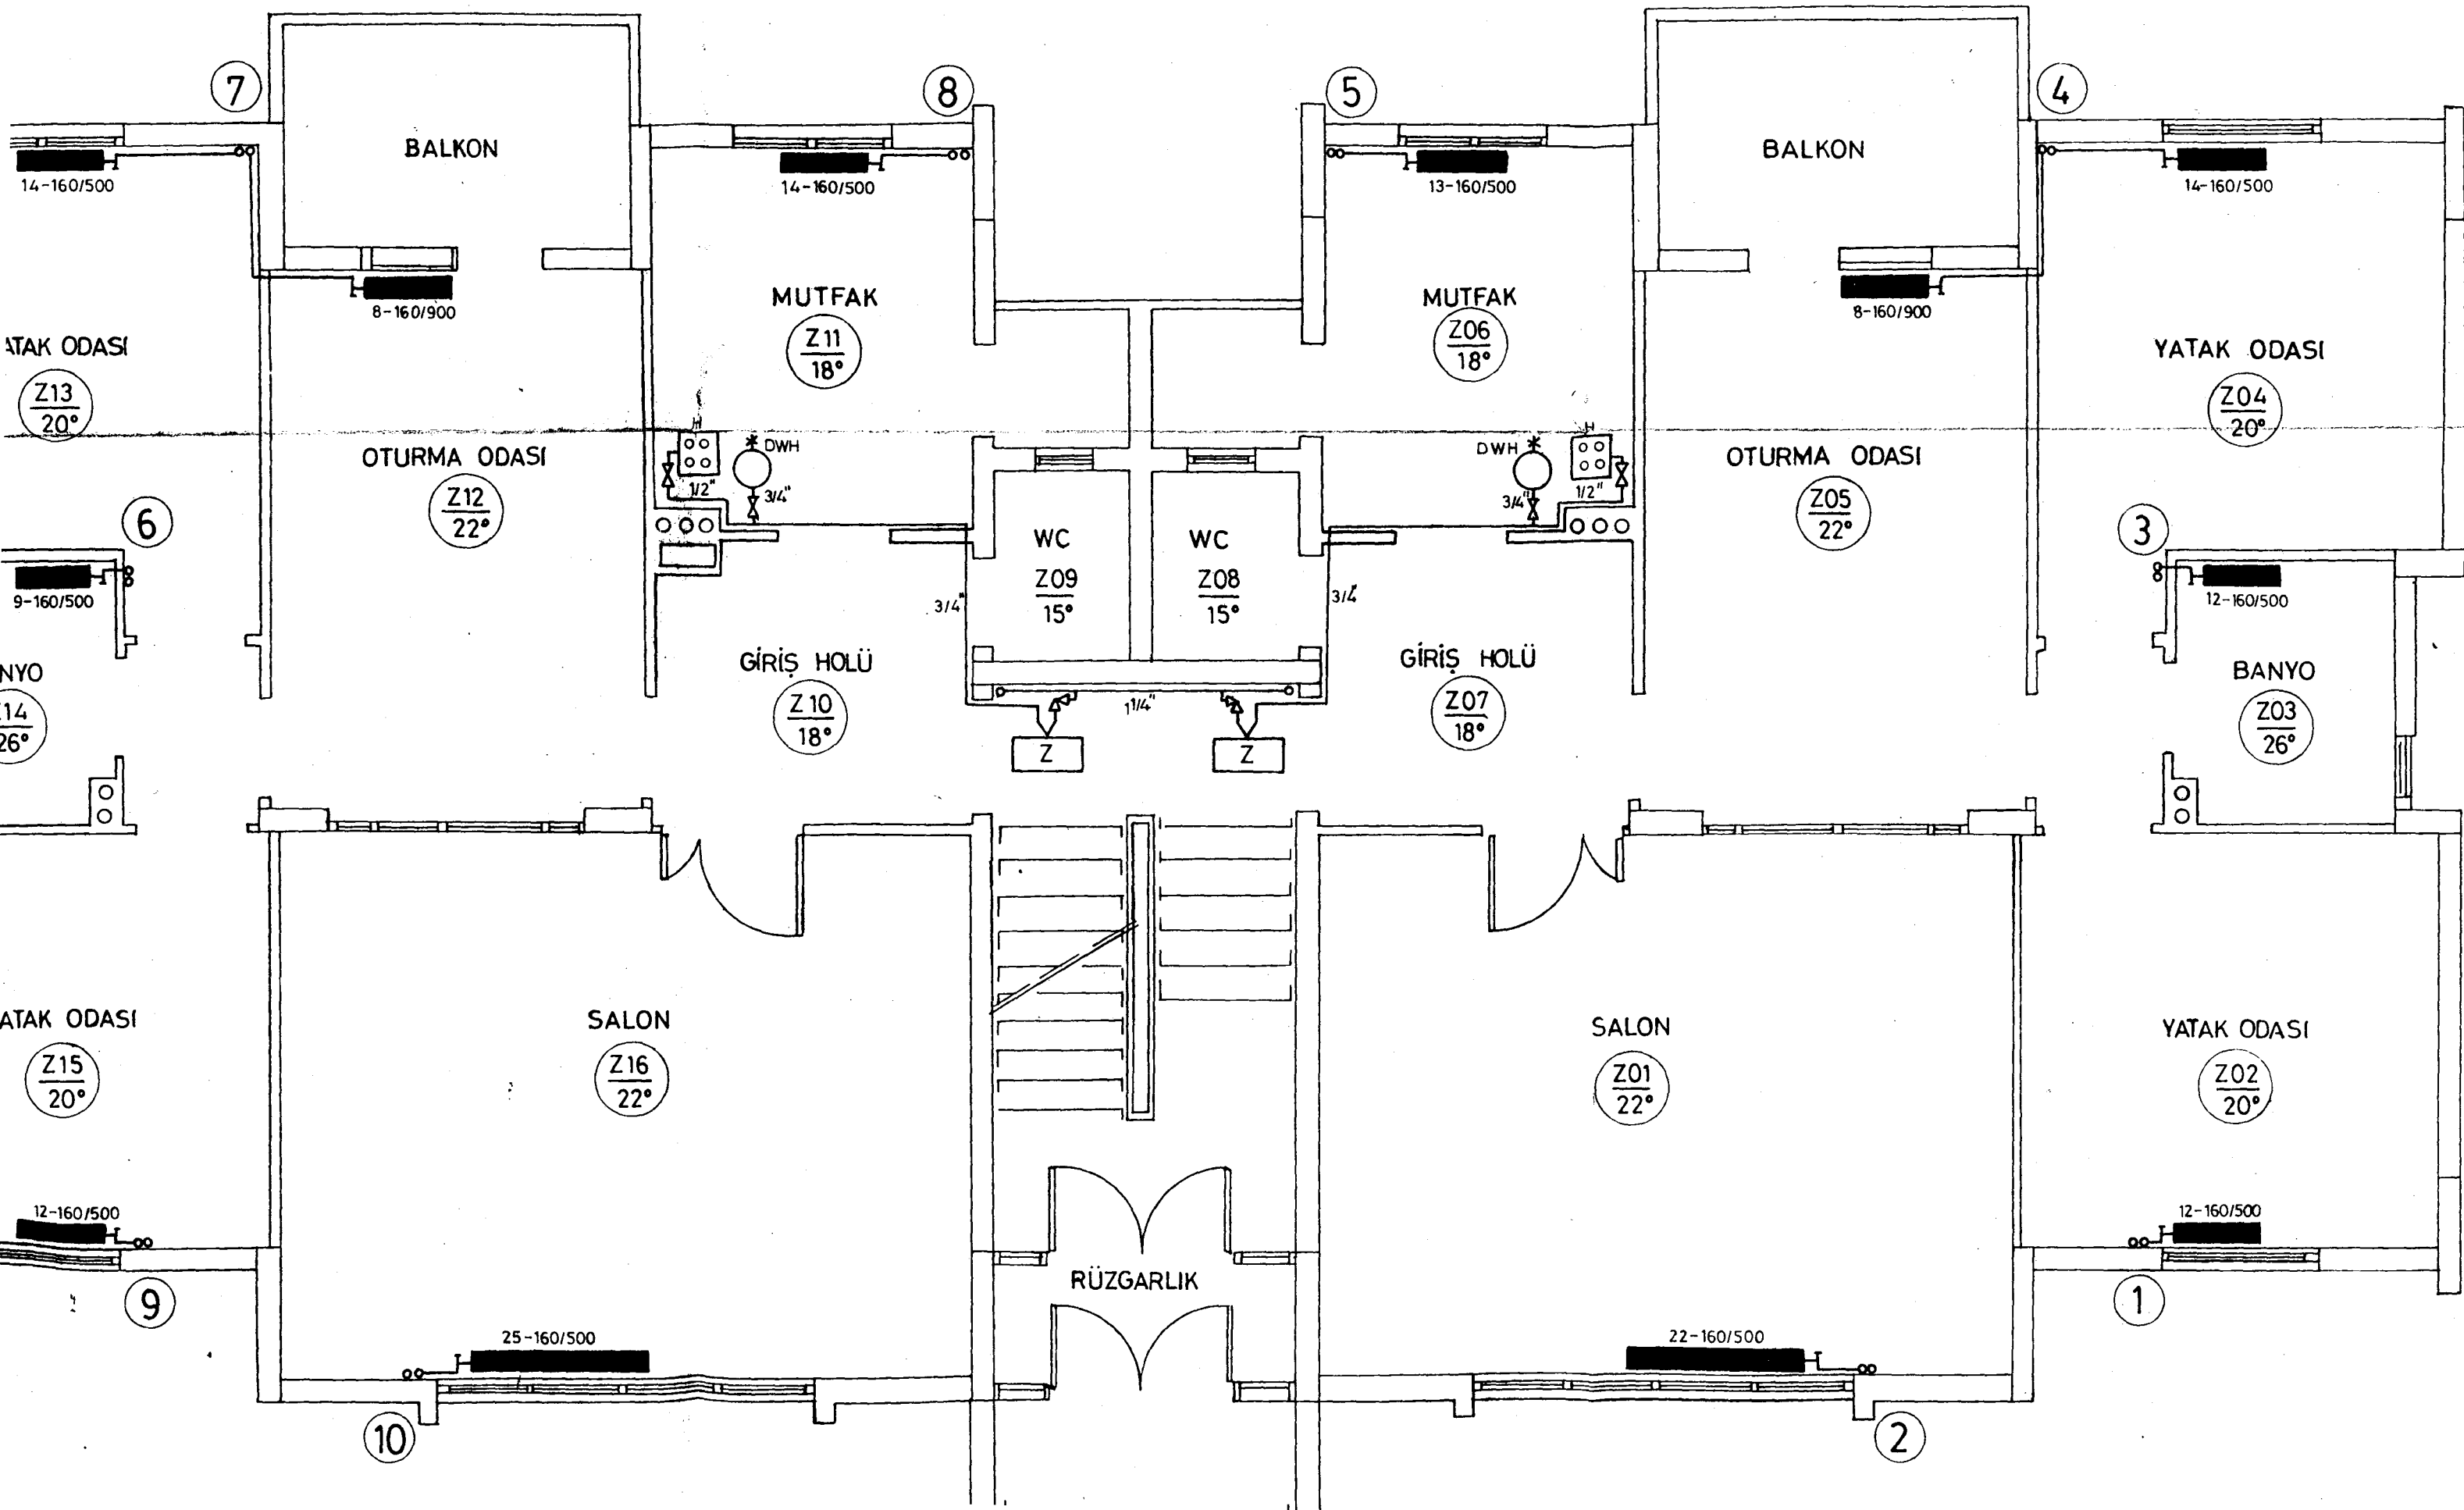 7
8
5
4
BALKON
BALKON
14-160/500
14-160/500
13-160/500
14-160/500
8-160/900
8-160/900
MUTFAK
Z11
18°
MUTFAK
Z06
18°
ATAK ODASI
Z13
20°
YATAK ODASI
Z04
20°
OTURMA ODASI
Z12
22°
H
DWH
1/2"
3/4"
DWH
H
3/4"
1/2"
OTURMA ODASI
Z05
22°
6
3
9-160/500
12-160/500
WC
Z09
15°
WC
Z08
15°
3/4"
3/4"
NYO
Z14
26°
GİRİŞ HOLÜ
Z10
18°
1 1/4"
Z
Z
GİRİŞ HOLÜ
Z07
18°
BANYO
Z03
26°
ATAK ODASI
Z15
20°
SALON
Z16
22°
SALON
Z01
22°
YATAK ODASI
Z02
20°
12-160/500
12-160/500
9
RÜZGARLIK
1
25-160/500
22-160/500
10
2